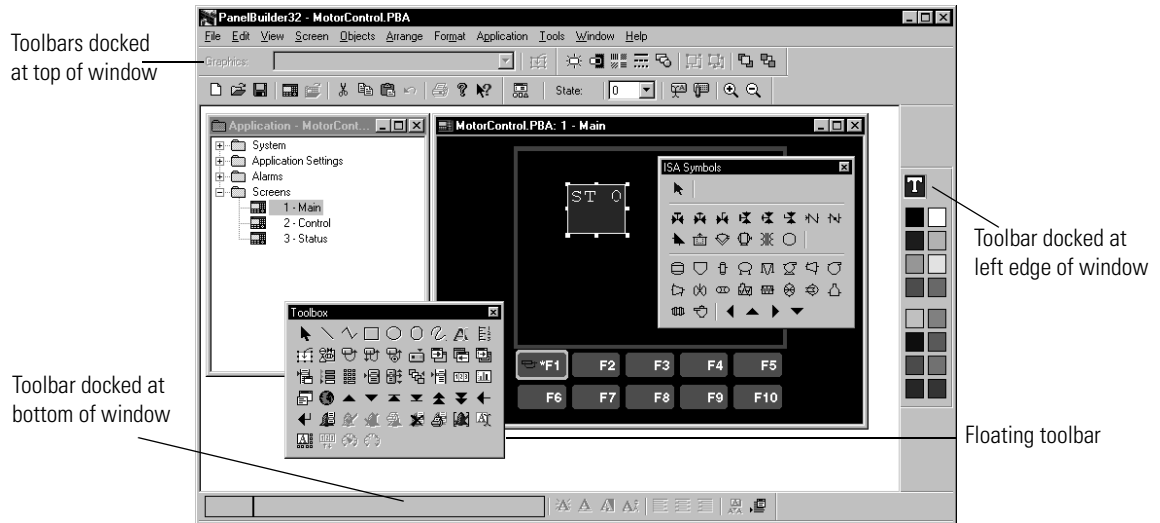 PanelBuilder32 - MotorControl.PBA
File Edit View Screen Objects Arrange Format Application Tools Window Help
Toolbars docked
at top of window
Graphics:
State: 0
Application - MotorCont...
System
Application Settings
Alarms
Screens
1 - Main
2 - Control
3 - Status
MotorControl.PBA: 1 - Main
ST 0
ISA Symbols
T
Toolbar docked at
left edge of window
Toolbox
*F1 F2 F3 F4 F5
F6 F7 F8 F9 F10
Toolbar docked at
bottom of window
Floating toolbar